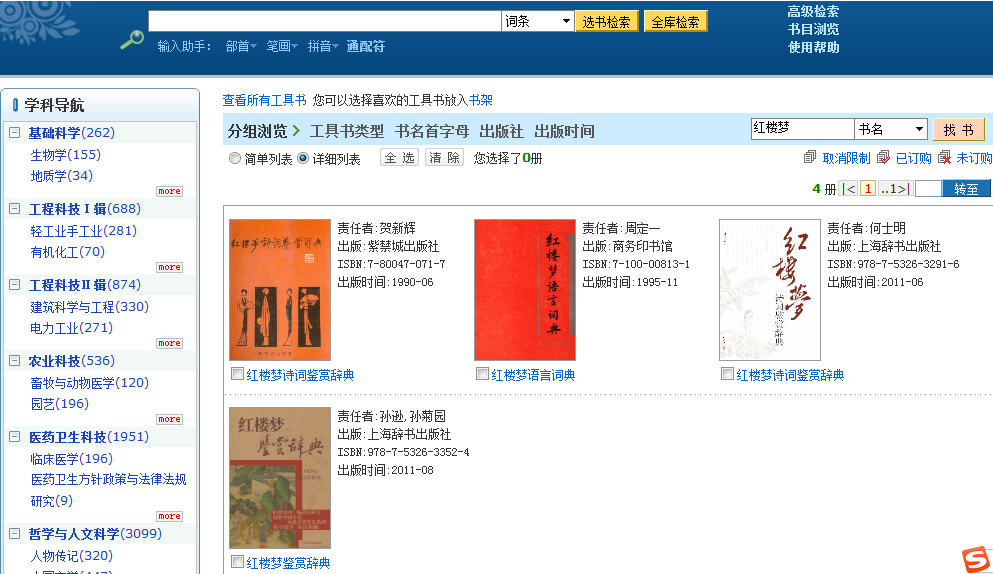 词条
选书检索
全库检索
高级检索
书目浏览
使用帮助
输入助手： 部首 笔画 拼音 通配符
学科导航
基础科学(262)
生物学(155)
地质学(34)
more
工程科技Ⅰ辑(688)
轻工业手工业(281)
有机化工(70)
more
工程科技Ⅱ辑(874)
建筑科学与工程(330)
电力工业(271)
more
农业科技(536)
畜牧与动物医学(120)
园艺(196)
more
医药卫生科技(1951)
临床医学(196)
医药卫生方针政策与法律法规
研究(9)
more
哲学与人文科学(3099)
人物传记(320)
查看所有工具书 您可以选择喜欢的工具书放入书架
分组浏览 工具书类型 书名首字母 出版社 出版时间
红楼梦 书名 找 书
简单列表 详细列表 全 选 清 除 您选择了0册
取消限制 已订购 未订购
4 册 |< 1 ..1>| 转至
红楼梦诗词鉴赏辞典
责任者:贺新辉
出版:紫禁城出版社
ISBN:7-80047-071-7
出版时间:1990-06
红楼梦诗词鉴赏辞典
红楼梦语言词典
责任者:周定一
出版:商务印书馆
ISBN:7-100-00813-1
出版时间:1995-11
红楼梦语言词典
红楼夢
诗词鉴赏辞典
责任者:何士明
出版:上海辞书出版社
ISBN:978-7-5326-3291-6
出版时间:2011-06
红楼梦诗词鉴赏辞典
红楼梦
鉴赏辞典
责任者:孙逊,孙菊园
出版:上海辞书出版社
ISBN:978-7-5326-3352-4
出版时间:2011-08
红楼梦鉴赏辞典
S